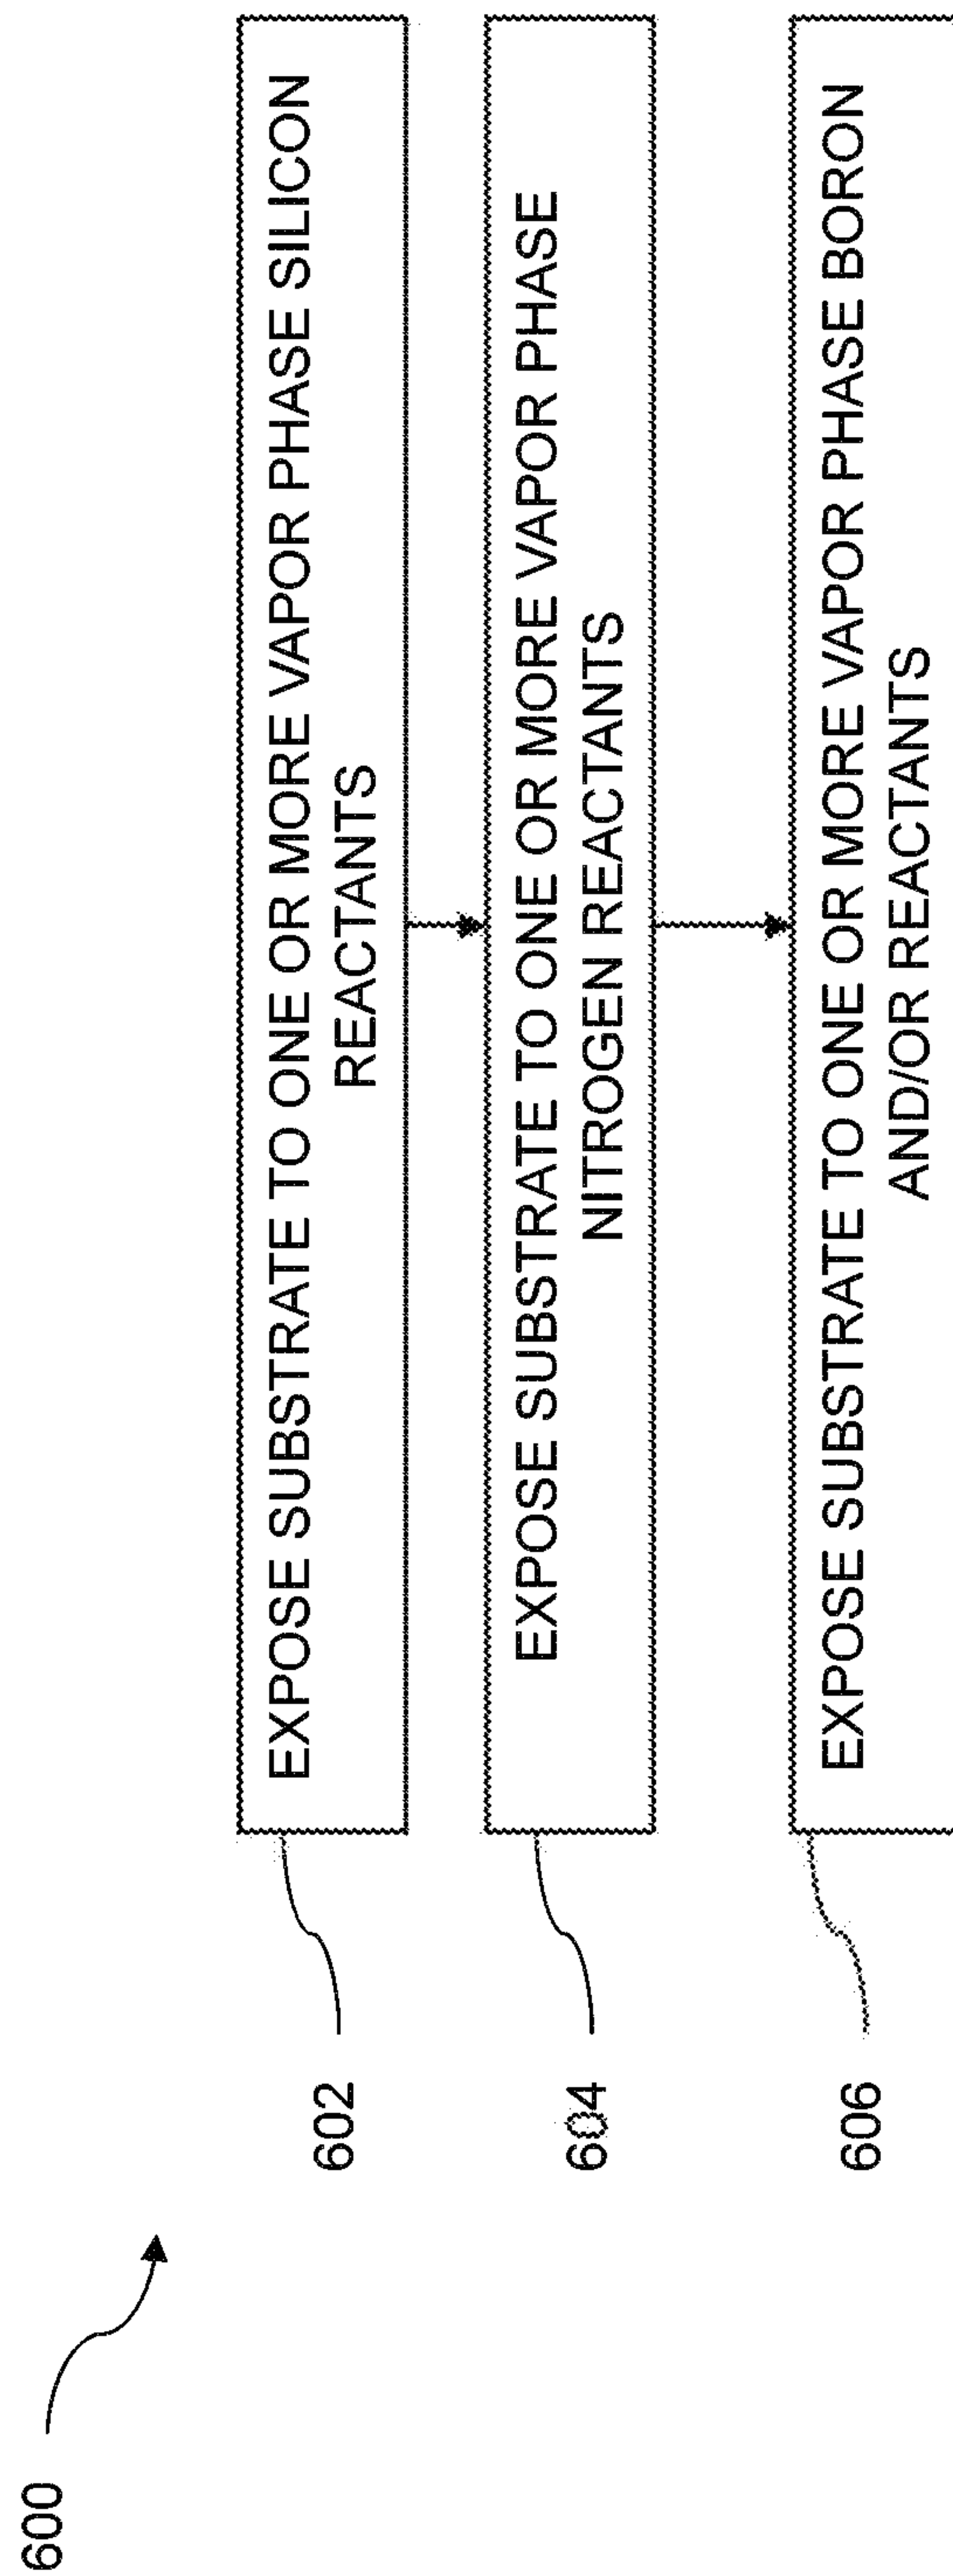 600
602
EXPOSE SUBSTRATE TO ONE OR MORE VAPOR PHASE SILICON
REACTANTS
604
EXPOSE SUBSTRATE TO ONE OR MORE VAPOR PHASE
NITROGEN REACTANTS
606
EXPOSE SUBSTRATE TO ONE OR MORE VAPOR PHASE BORON
AND/OR REACTANTS